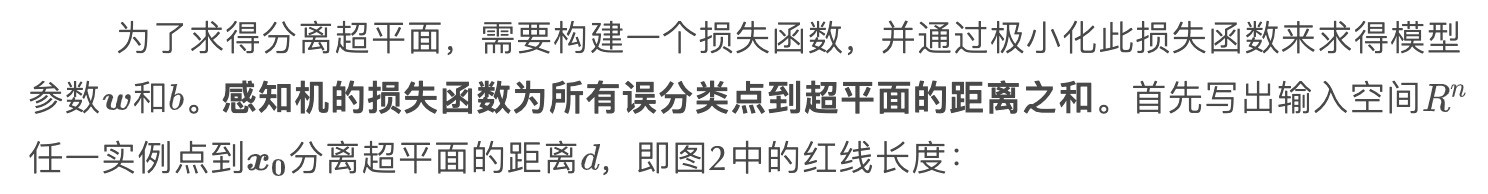 为了求得分离超平面，需要构建一个损失函数，并通过极小化此损失函数来求得模型
参数w和b。感知机的损失函数为所有误分类点到超平面的距离之和。首先写出输入空间Rⁿ
任一实例点到x₀分离超平面的距离d，即图2中的红线长度：